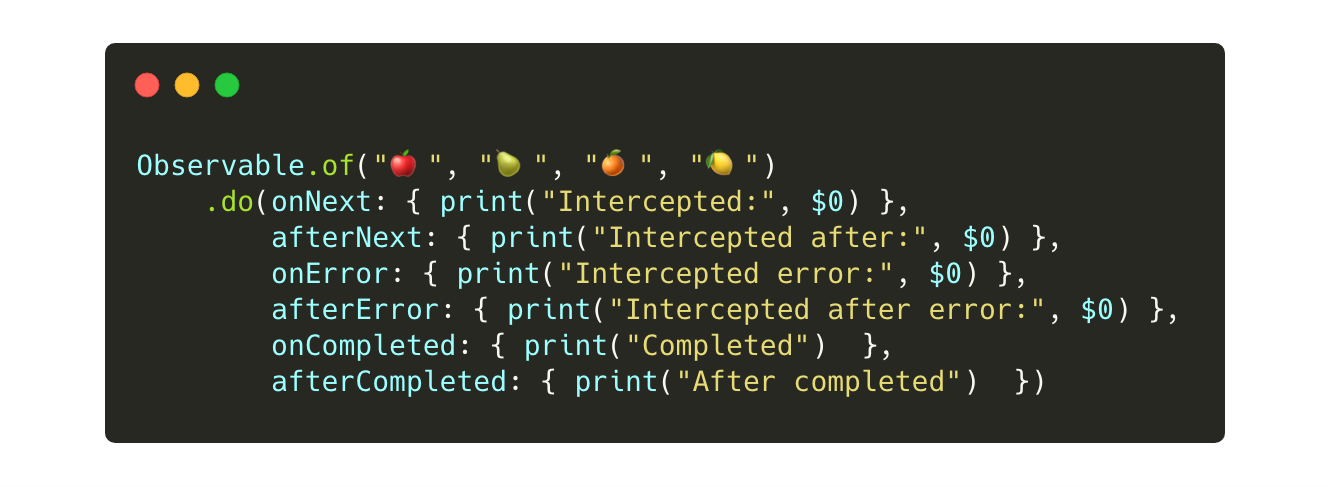 Observable.of("🍎 ", "🍐 ", "🍊 ", "🍋 ")
    .do(onNext: { print("Intercepted:", $0) },
        afterNext: { print("Intercepted after:", $0) },
        onError: { print("Intercepted error:", $0) },
        afterError: { print("Intercepted after error:", $0) },
        onCompleted: { print("Completed")  },
        afterCompleted: { print("After completed")  })